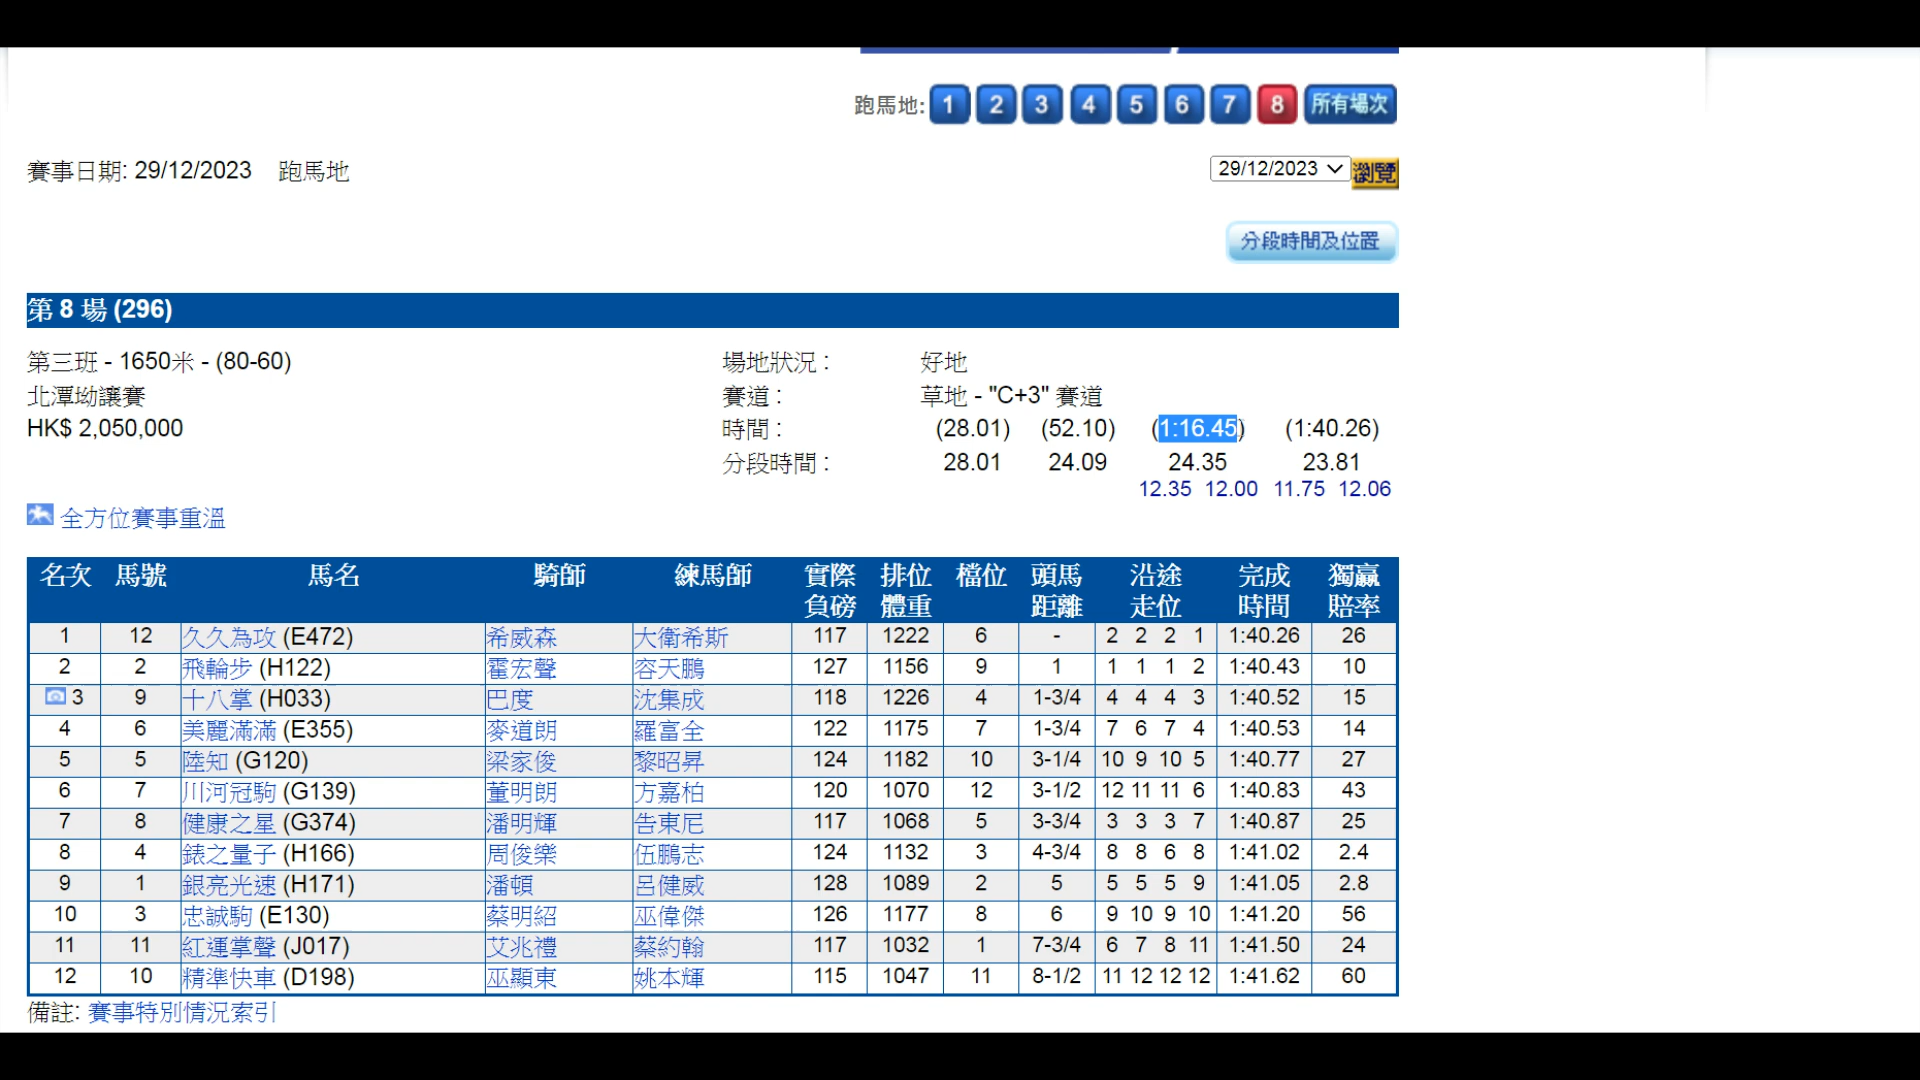 跑馬地: 1 2 3 4 5 6 7 8 所有場次
賽事日期: 29/12/2023 跑馬地 29/12/2023 瀏覽
分段時間及位置
第 8 場 (296)
第三班 - 1650米 - (80-60) 場地狀況 : 好地
北潭坳讓賽 賽道 : 草地 - "C+3" 賽道
HK$ 2,050,000 時間 : (28.01) (52.10) (1:16.45) (1:40.26)
分段時間 : 28.01 24.09 24.35 23.81
12.35 12.00 11.75 12.06
全方位賽事重溫
名次 馬號 馬名 騎師 練馬師 實際負磅 排位體重 檔位 頭馬距離 沿途走位 完成時間 獨贏賠率
1 12 久久為攻 (E472) 希威森 大衛希斯 117 1222 6 - 2 2 2 1 1:40.26 26
2 2 飛輪步 (H122) 霍宏聲 容天鵬 127 1156 9 1 1 1 1 2 1:40.43 10
3 9 十八掌 (H033) 巴度 沈集成 118 1226 4 1-3/4 4 4 4 3 1:40.52 15
4 6 美麗滿滿 (E355) 麥道朗 羅富全 122 1175 7 1-3/4 7 6 7 4 1:40.53 14
5 5 陸知 (G120) 梁家俊 黎昭昇 124 1182 10 3-1/4 10 9 10 5 1:40.77 27
6 7 川河冠駒 (G139) 董明朗 方嘉柏 120 1070 12 3-1/2 12 11 11 6 1:40.83 43
7 8 健康之星 (G374) 潘明輝 告東尼 117 1068 5 3-3/4 3 3 3 7 1:40.87 25
8 4 錶之量子 (H166) 周俊樂 伍鵬志 124 1132 3 4-3/4 8 8 6 8 1:41.02 2.4
9 1 銀亮光速 (H171) 潘頓 呂健威 128 1089 2 5 5 5 5 9 1:41.05 2.8
10 3 忠誠駒 (E130) 蔡明紹 巫偉傑 126 1177 8 6 9 10 9 10 1:41.20 56
11 11 紅運掌聲 (J017) 艾兆禮 蔡約翰 117 1032 1 7-3/4 6 7 8 11 1:41.50 24
12 10 精準快車 (D198) 巫顯東 姚本輝 115 1047 11 8-1/2 11 12 12 12 1:41.62 60
備註: 賽事特別情況索引